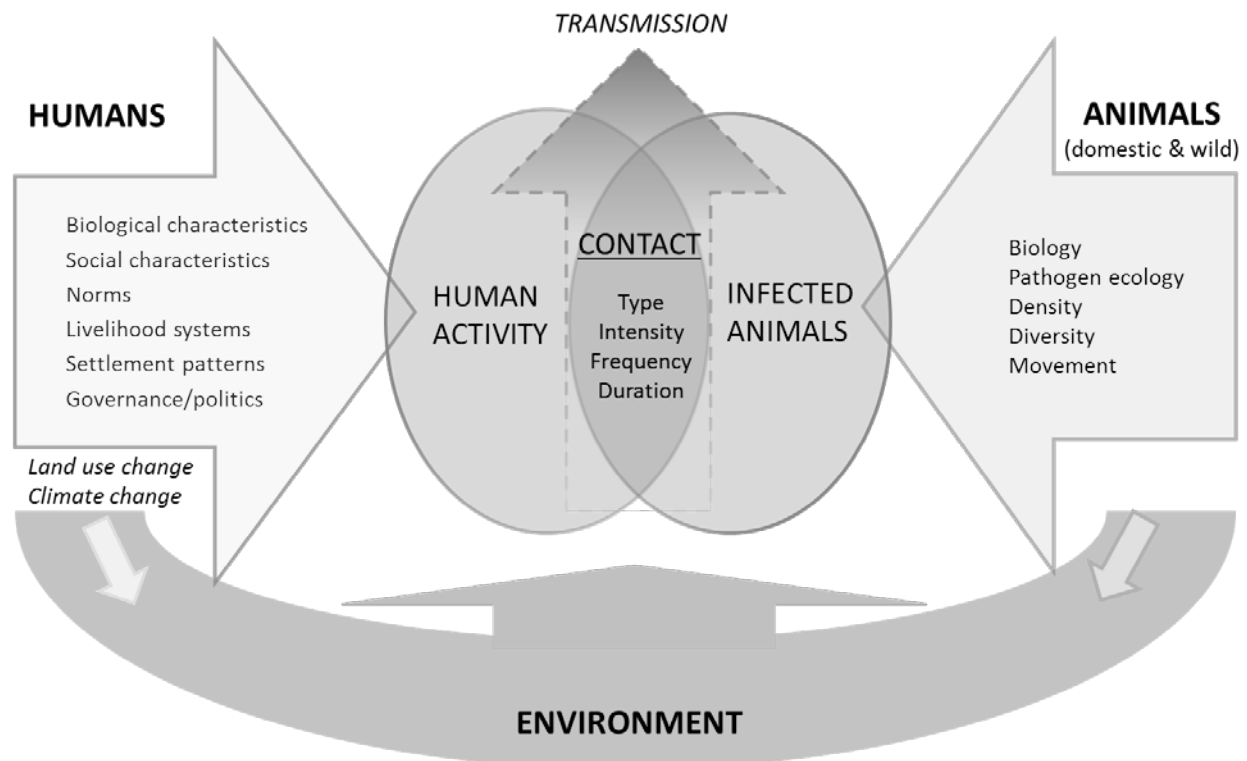 TRANSMISSION
HUMANS
Biological characteristics
Social characteristics
Norms
Livelihood systems
Settlement patterns
Governance/politics
Land use change
Climate change
HUMAN
ACTIVITY
CONTACT
Type
Intensity
Frequency
Duration
INFECTED
ANIMALS
ANIMALS
(domestic & wild)
Biology
Pathogen ecology
Density
Diversity
Movement
ENVIRONMENT